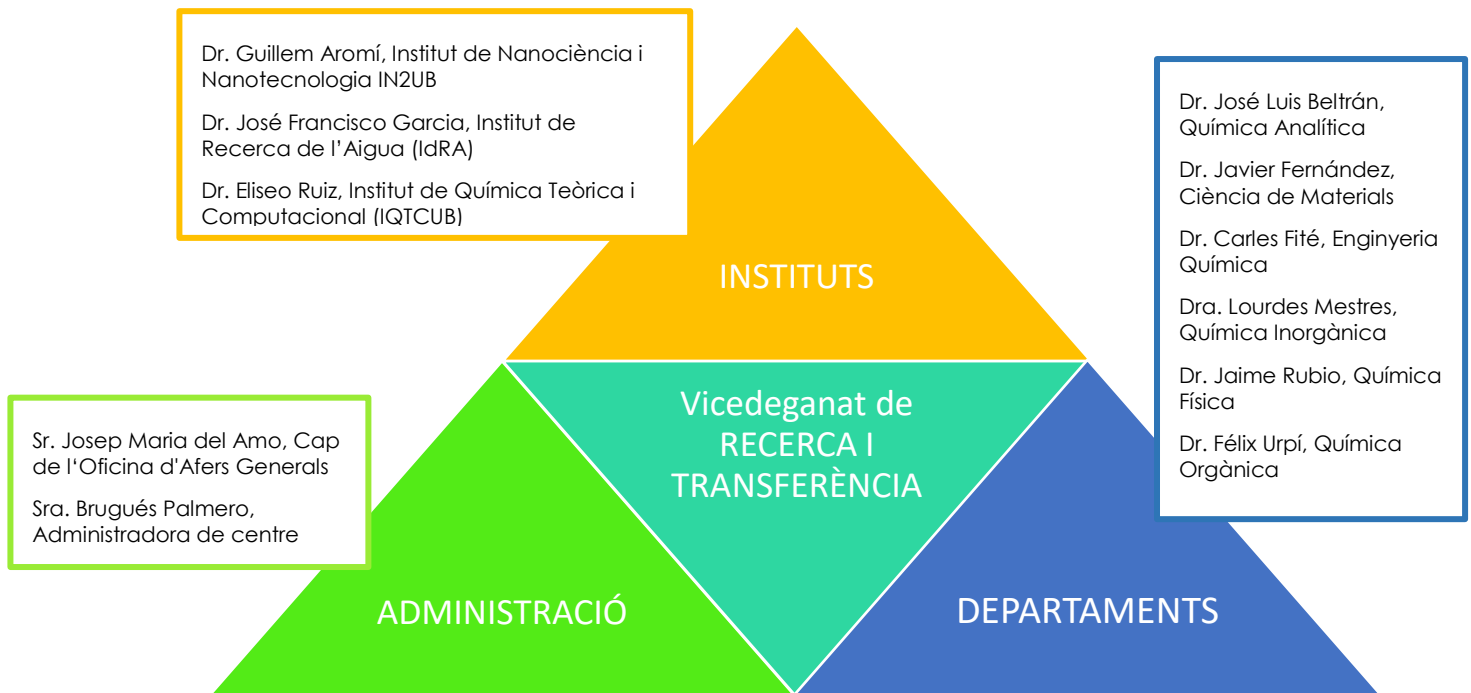 Dr. Guillem Aromí, Institut de Nanociència i
Nanotecnologia IN2UB
Dr. José Francisco Garcia, Institut de
Recerca de l’Aigua (IdRA)
Dr. Eliseo Ruiz, Institut de Química Teòrica i
Computacional (IQTCUB)
Dr. José Luis Beltrán,
Química Analítica
Dr. Javier Fernández,
Ciència de Materials
Dr. Carles Fité, Enginyeria
Química
Dra. Lourdes Mestres,
Química Inorgànica
Dr. Jaime Rubio, Química
Física
Dr. Félix Urpí, Química
Orgànica
INSTITUTS
Vicedeganat de
RECERCA I
TRANSFERÈNCIA
Sr. Josep Maria del Amo, Cap
de l‘Oficina d'Afers Generals
Sra. Brugués Palmero,
Administradora de centre
ADMINISTRACIÓ
DEPARTAMENTS